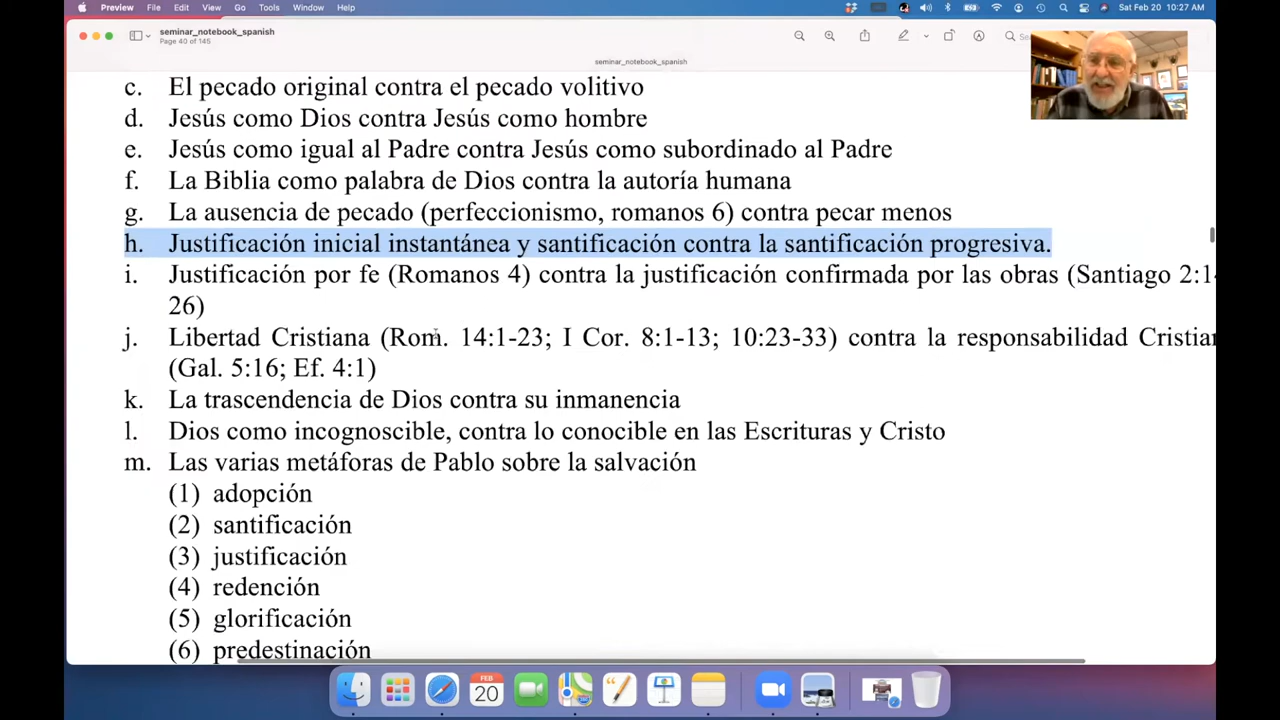 Preview File Edit View Go Tools Window Help Sat Feb 20 10:27 AM
seminar_notebook_spanish
Page 40 of 145
seminar_notebook_spanish
c. El pecado original contra el pecado volitivo
d. Jesús como Dios contra Jesús como hombre
e. Jesús como igual al Padre contra Jesús como subordinado al Padre
f. La Biblia como palabra de Dios contra la autoría humana
g. La ausencia de pecado (perfeccionismo, romanos 6) contra pecar menos
h. Justificación inicial instantánea y santificación contra la santificación progresiva.
i. Justificación por fe (Romanos 4) contra la justificación confirmada por las obras (Santiago 2:1
26)
j. Libertad Cristiana (Rom. 14:1-23; I Cor. 8:1-13; 10:23-33) contra la responsabilidad Cristian
(Gal. 5:16; Ef. 4:1)
k. La trascendencia de Dios contra su inmanencia
l. Dios como incognoscible, contra lo conocible en las Escrituras y Cristo
m. Las varias metáforas de Pablo sobre la salvación
(1) adopción
(2) santificación
(3) justificación
(4) redención
(5) glorificación
(6) predestinación
FEB
20